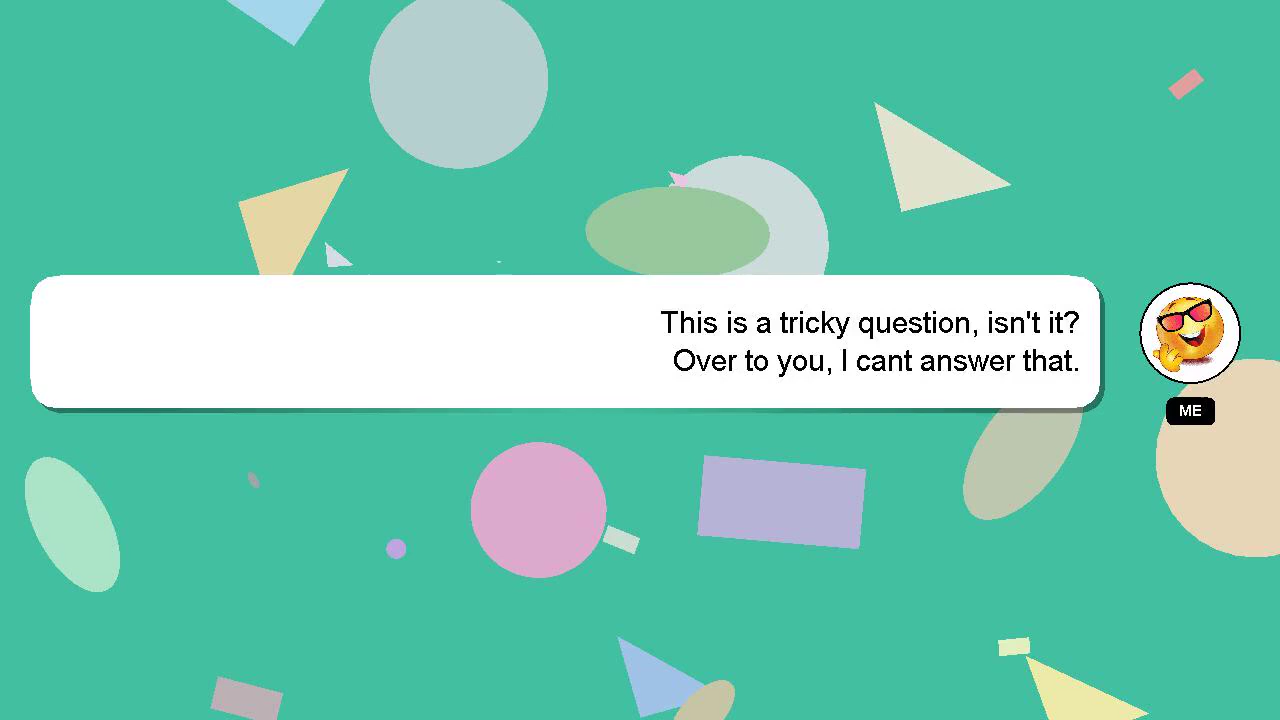 This is a tricky question, isn't it?
Over to you, I cant answer that.
ME